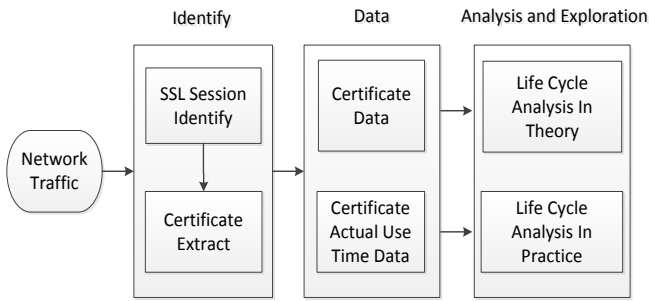 Identify
Data
Analysis and Exploration
Network
Traffic
SSL Session
Identify
Certificate
Extract
Certificate
Data
Certificate
Actual Use
Time Data
Life Cycle
Analysis In
Theory
Life Cycle
Analysis In
Practice